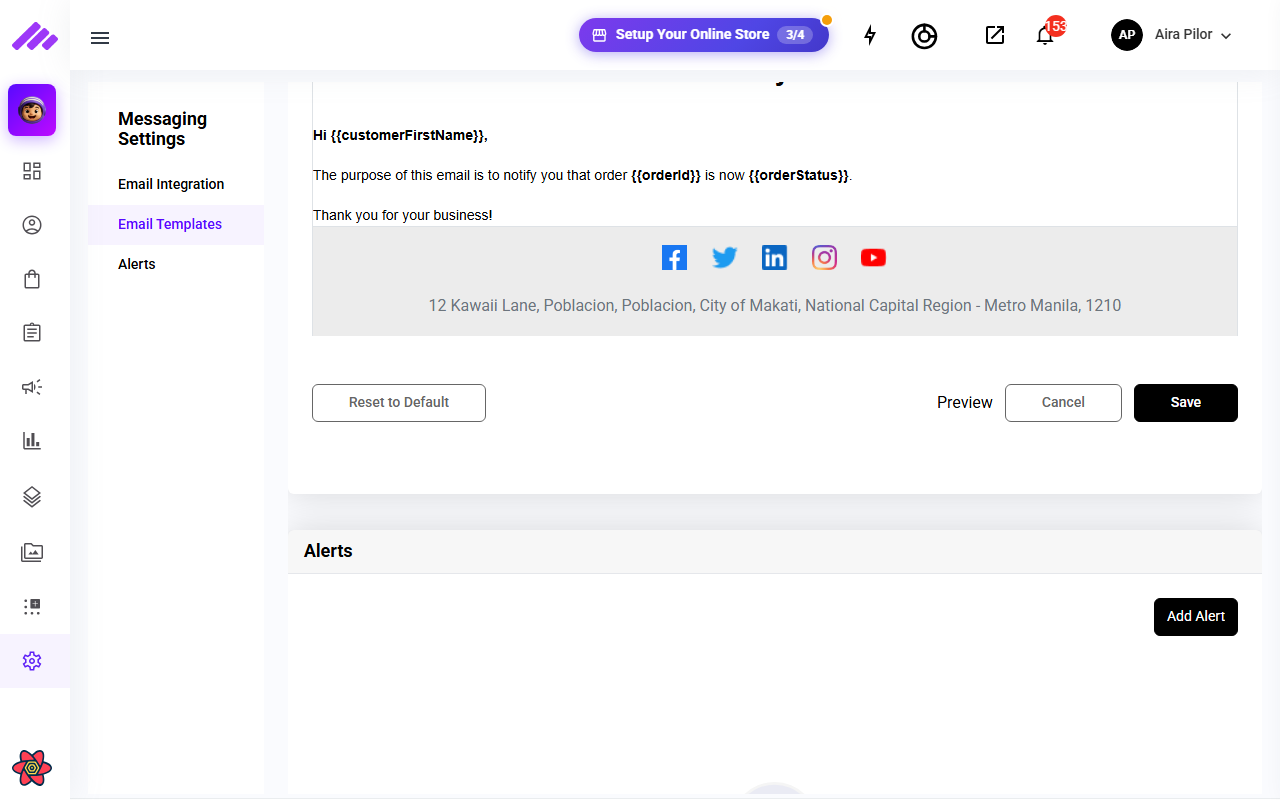 Setup Your Online Store 3/4
153
AP
Aira Pilor
Messaging
Settings
Email Integration
Email Templates
Alerts
Hi {{customerFirstName}},
The purpose of this email is to notify you that order {{orderId}} is now {{orderStatus}}.
Thank you for your business!
12 Kawaii Lane, Poblacion, Poblacion, City of Makati, National Capital Region - Metro Manila, 1210
Reset to Default
Preview
Cancel
Save
Alerts
Add Alert